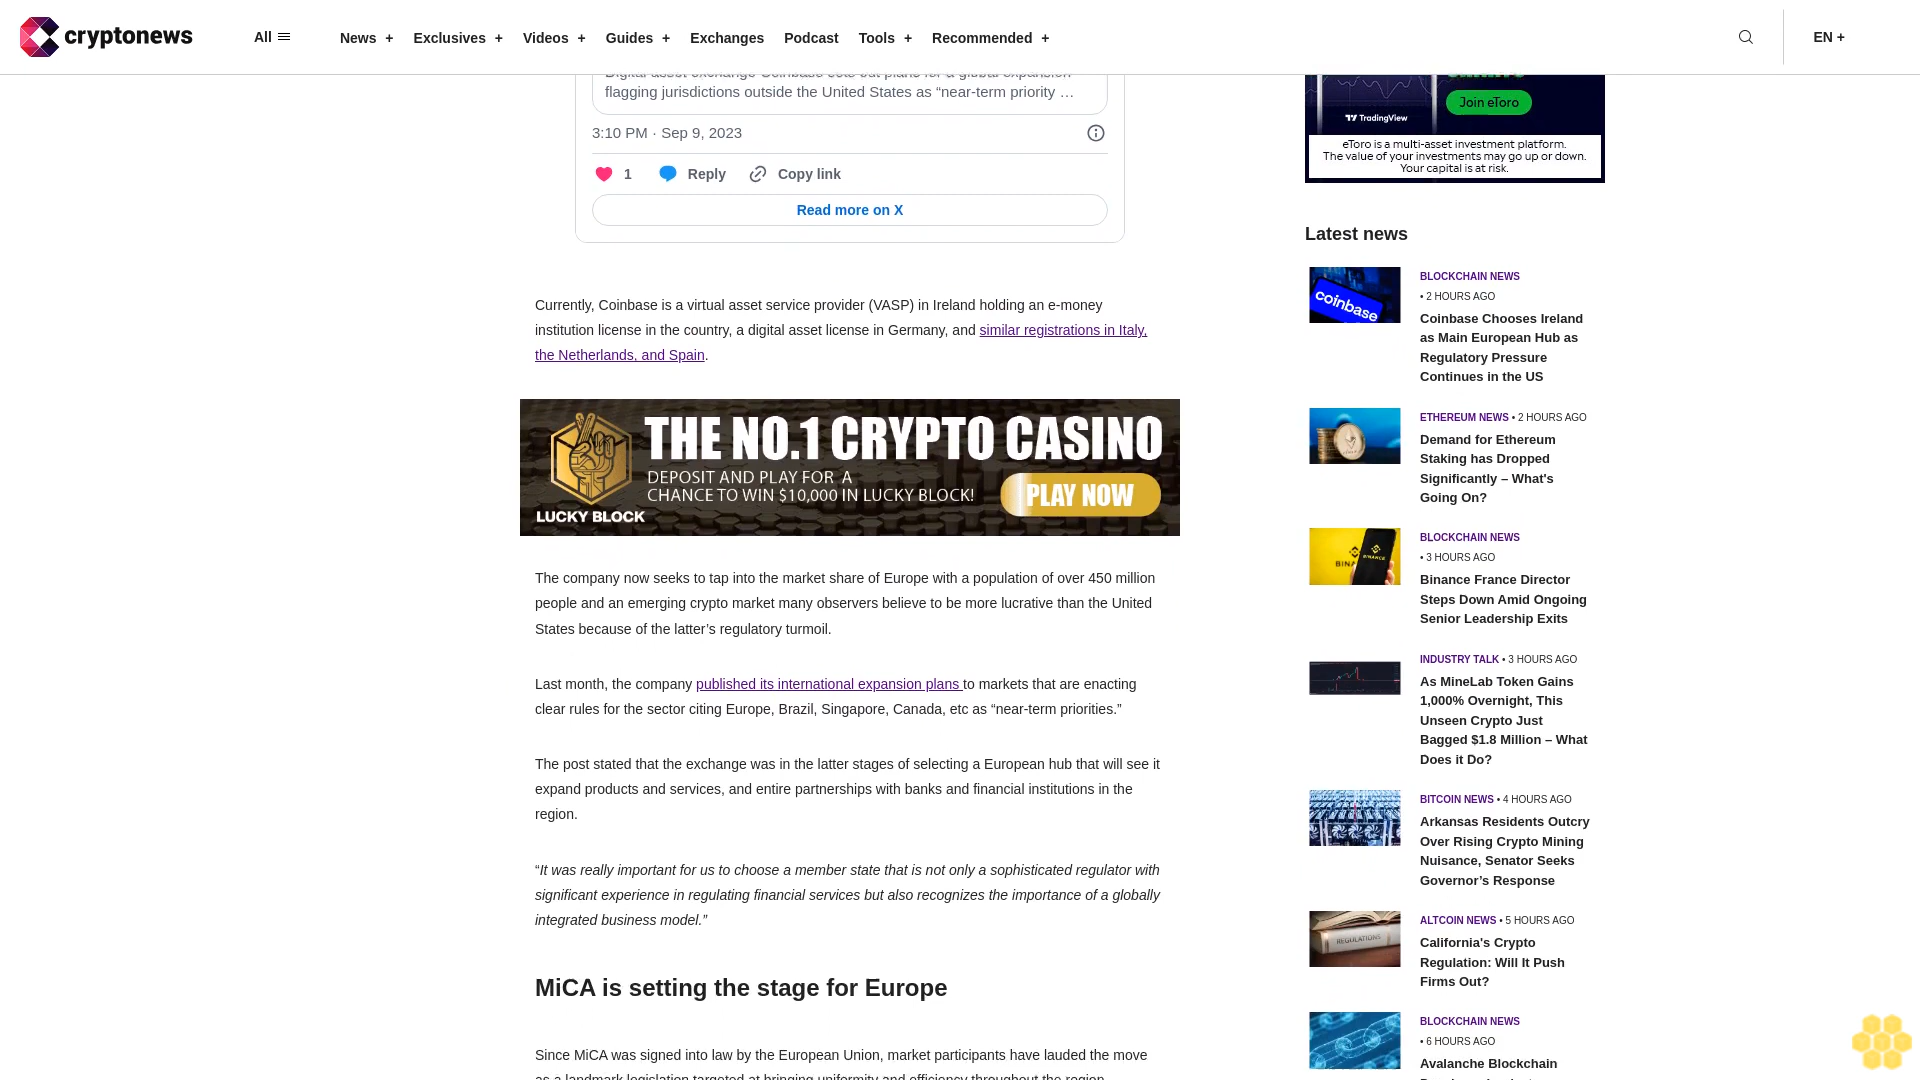 cryptonews
All
News +
Exclusives +
Videos +
Guides +
Exchanges
Podcast
Tools +
Recommended +
EN +
flagging jurisdictions outside the United States as “near-term priority …
3:10 PM · Sep 9, 2023
1
Reply
Copy link
Read more on X
Currently, Coinbase is a virtual asset service provider (VASP) in Ireland holding an e-money
institution license in the country, a digital asset license in Germany, and similar registrations in Italy,
the Netherlands, and Spain.
THE NO.1 CRYPTO CASINO
DEPOSIT AND PLAY FOR A
CHANCE TO WIN $10,000 IN LUCKY BLOCK!
PLAY NOW
LUCKY BLOCK
The company now seeks to tap into the market share of Europe with a population of over 450 million
people and an emerging crypto market many observers believe to be more lucrative than the United
States because of the latter’s regulatory turmoil.
Last month, the company published its international expansion plans to markets that are enacting
clear rules for the sector citing Europe, Brazil, Singapore, Canada, etc as “near-term priorities.”
The post stated that the exchange was in the latter stages of selecting a European hub that will see it
expand products and services, and entire partnerships with banks and financial institutions in the
region.
“It was really important for us to choose a member state that is not only a sophisticated regulator with
significant experience in regulating financial services but also recognizes the importance of a globally
integrated business model.”
MiCA is setting the stage for Europe
Since MiCA was signed into law by the European Union, market participants have lauded the move
as a landmark legislation targeted at bringing uniformity and efficiency throughout the region.
Join eToro
TradingView
eToro is a multi-asset investment platform.
The value of your investments may go up or down.
Your capital is at risk.
Latest news
coinbase
BLOCKCHAIN NEWS
• 2 HOURS AGO
Coinbase Chooses Ireland
as Main European Hub as
Regulatory Pressure
Continues in the US
ETHEREUM NEWS • 2 HOURS AGO
Demand for Ethereum
Staking has Dropped
Significantly – What's
Going On?
BINANCE
BLOCKCHAIN NEWS
• 3 HOURS AGO
Binance France Director
Steps Down Amid Ongoing
Senior Leadership Exits
INDUSTRY TALK • 3 HOURS AGO
As MineLab Token Gains
1,000% Overnight, This
Unseen Crypto Just
Bagged $1.8 Million – What
Does it Do?
BITCOIN NEWS • 4 HOURS AGO
Arkansas Residents Outcry
Over Rising Crypto Mining
Nuisance, Senator Seeks
Governor’s Response
REGULATIONS
ALTCOIN NEWS • 5 HOURS AGO
California's Crypto
Regulation: Will It Push
Firms Out?
BLOCKCHAIN NEWS
• 6 HOURS AGO
Avalanche Blockchain